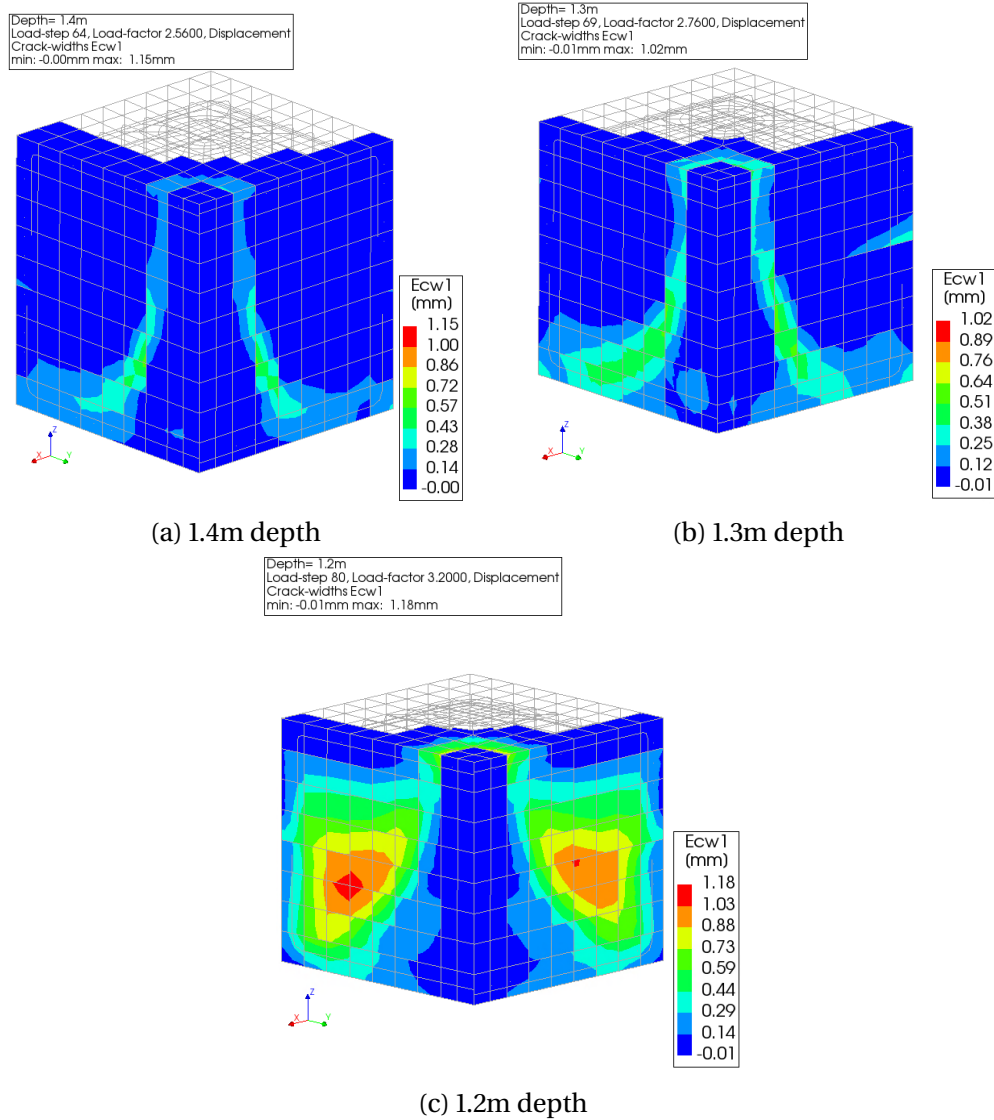 Depth= 1.4m
Load-step 64, Load-factor 2.5600, Displacement
Crack-widths Ecw1
min: -0.00mm max: 1.15mm
Ecw1
(mm)
1.15
1.00
0.86
0.72
0.57
0.43
0.28
0.14
-0.00
Z
X
Y
(a) 1.4m depth
Depth= 1.3m
Load-step 69, Load-factor 2.7600, Displacement
Crack-widths Ecw1
min: -0.01mm max: 1.02mm
Ecw1
(mm)
1.02
0.89
0.76
0.64
0.51
0.38
0.25
0.12
-0.01
Z
X
Y
(b) 1.3m depth
Depth= 1.2m
Load-step 80, Load-factor 3.2000, Displacement
Crack-widths Ecw1
min: -0.01mm max: 1.18mm
Ecw1
(mm)
1.18
1.03
0.88
0.73
0.59
0.44
0.29
0.14
-0.01
Z
X
Y
(c) 1.2m depth